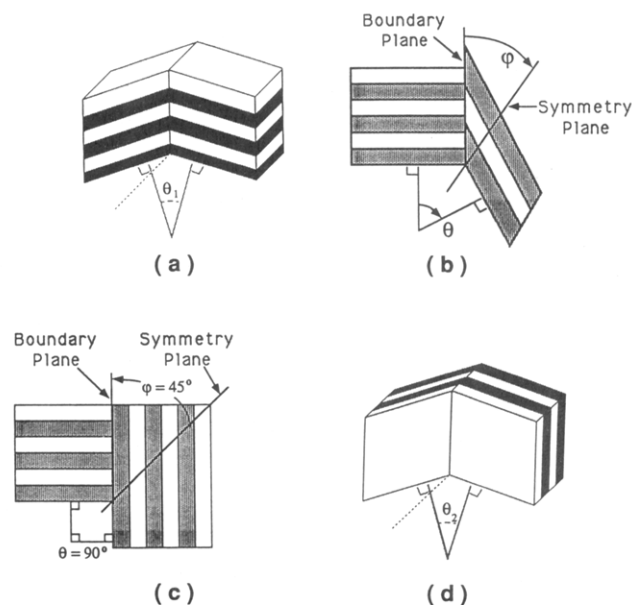 θ₁
(a)
Boundary
Plane
φ
Symmetry
Plane
θ
(b)
Boundary
Plane
Symmetry
Plane
φ = 45°
θ = 90°
(c)
θ₂
(d)